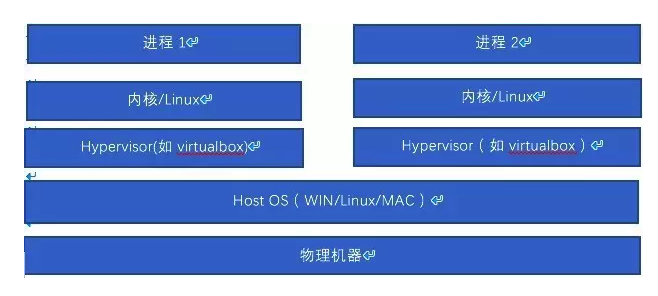 进程 1
进程 2
内核/Linux
内核/Linux
Hypervisor(如 virtualbox)
Hypervisor（如 virtualbox）
Host OS（WIN/Linux/MAC）
物理机器